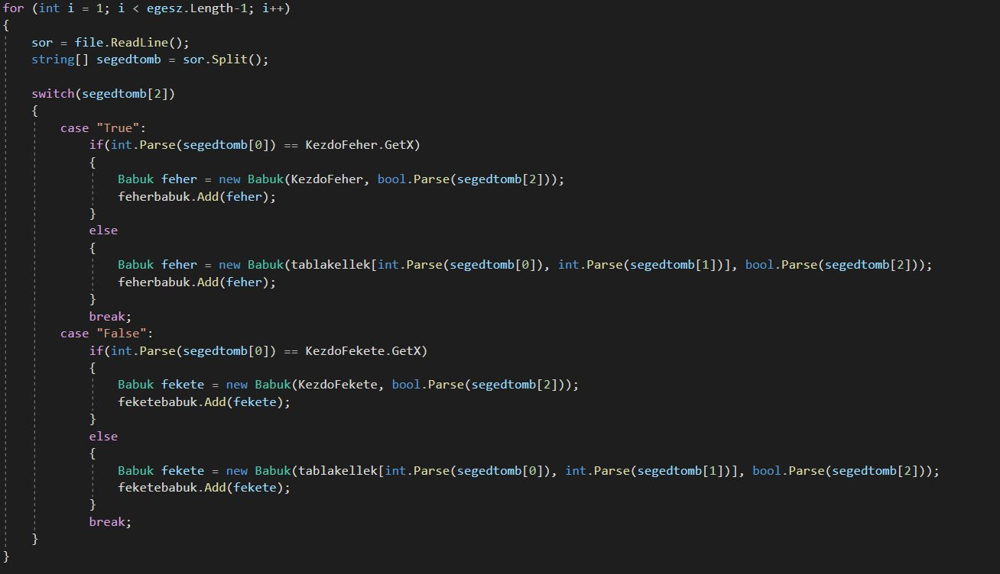 for (int i = 1; i < egesz.Length-1; i++)
{
    sor = file.ReadLine();
    string[] segedtomb = sor.Split();

    switch(segedtomb[2])
    {
        case "True":
            if(int.Parse(segedtomb[0]) == KezdoFeher.GetX)
            {
                Babuk feher = new Babuk(KezdoFeher, bool.Parse(segedtomb[2]));
                feherbabuk.Add(feher);
            }
            else
            {
                Babuk feher = new Babuk(tablakellek[int.Parse(segedtomb[0]), int.Parse(segedtomb[1])], bool.Parse(segedtomb[2]));
                feherbabuk.Add(feher);
            }
            break;
        case "False":
            if(int.Parse(segedtomb[0]) == KezdoFekete.GetX)
            {
                Babuk fekete = new Babuk(KezdoFekete, bool.Parse(segedtomb[2]));
                feketebabuk.Add(fekete);
            }
            else
            {
                Babuk fekete = new Babuk(tablakellek[int.Parse(segedtomb[0]), int.Parse(segedtomb[1])], bool.Parse(segedtomb[2]));
                feketebabuk.Add(fekete);
            }
            break;
    }
}